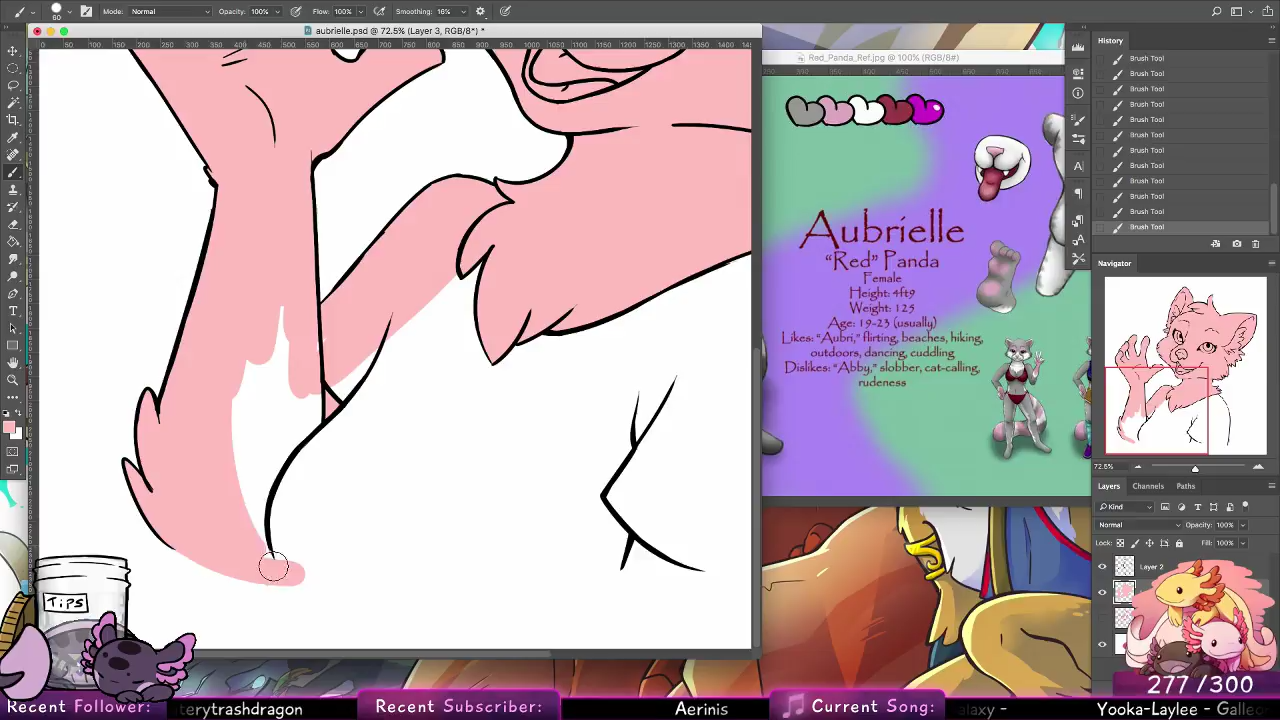 60
Mode: Normal
Opacity: 100%
Flow: 100%
Smoothing: 16%
aubrielle.psd @ 72.5% (Layer 3, RGB/8#) *
Red_Panda_Ref.jpg @ 100% (RGB/8#)
Aubrielle
"Red" Panda
Female
Height: 4ft9
Weight: 125
Age: 19-23 (usually)
Likes: "Aubri," flirting, beaches, hiking,
outdoors, dancing, cuddling
Dislikes: "Abby," slobber, cat-calling,
rudeness
History
Brush Tool
Brush Tool
Brush Tool
Brush Tool
Brush Tool
Brush Tool
Brush Tool
Brush Tool
Brush Tool
Brush Tool
Brush Tool
Brush Tool
Navigator
72.5%
Layers
Channels
Paths
Kind
Normal
Opacity: 100%
Lock:
Fill: 100%
Layer 2
277/300
TiPS
Recent Follower:
terytrashdragon
Recent Subscriber:
Aerinis
Current Song:
alaxy -
Yooka-Laylee - Galleo